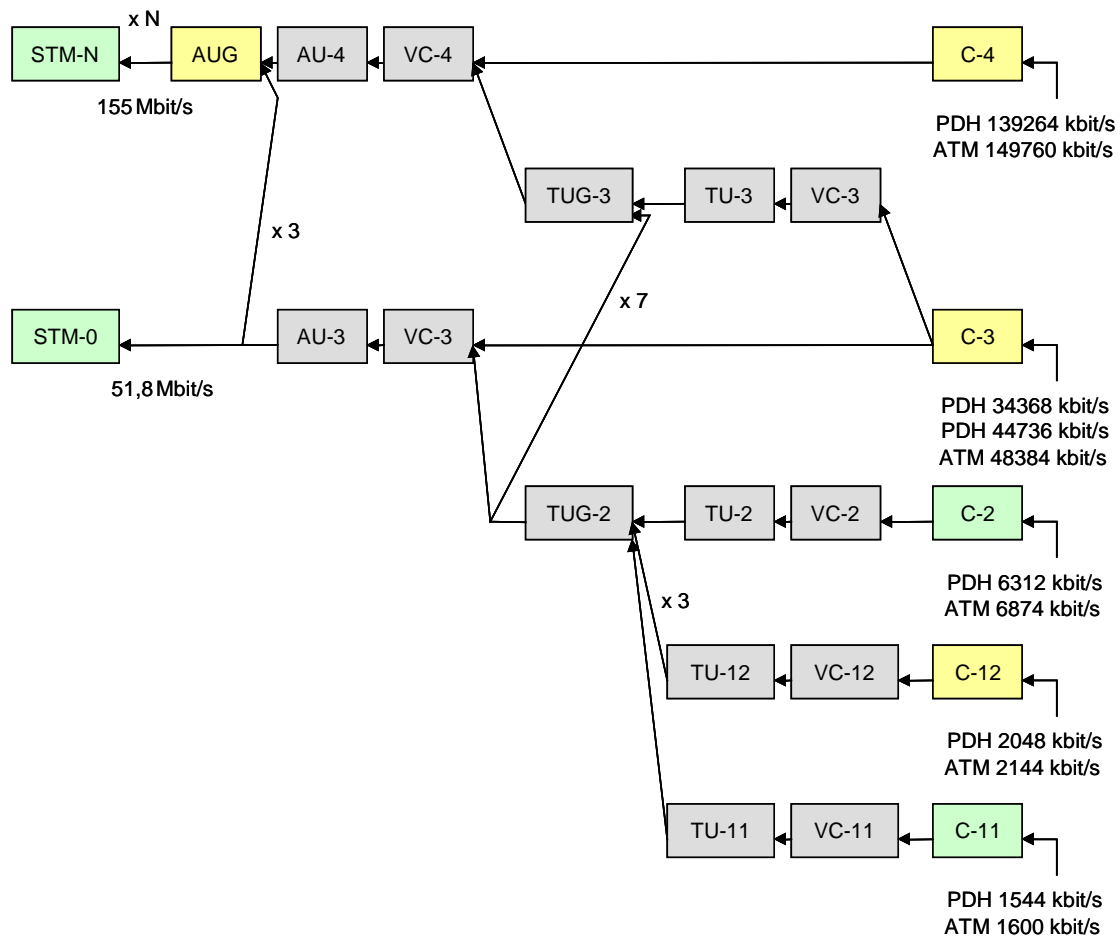 x N
STM-N AUG AU-4 VC-4 C-4
155 Mbit/s
PDH 139264 kbit/s
ATM 149760 kbit/s
TUG-3 TU-3 VC-3
x 3
x 7
STM-0 AU-3 VC-3 C-3
51,8 Mbit/s
PDH 34368 kbit/s
PDH 44736 kbit/s
ATM 48384 kbit/s
TUG-2 TU-2 VC-2 C-2
PDH 6312 kbit/s
ATM 6874 kbit/s
x 3
TU-12 VC-12 C-12
PDH 2048 kbit/s
ATM 2144 kbit/s
TU-11 VC-11 C-11
PDH 1544 kbit/s
ATM 1600 kbit/s